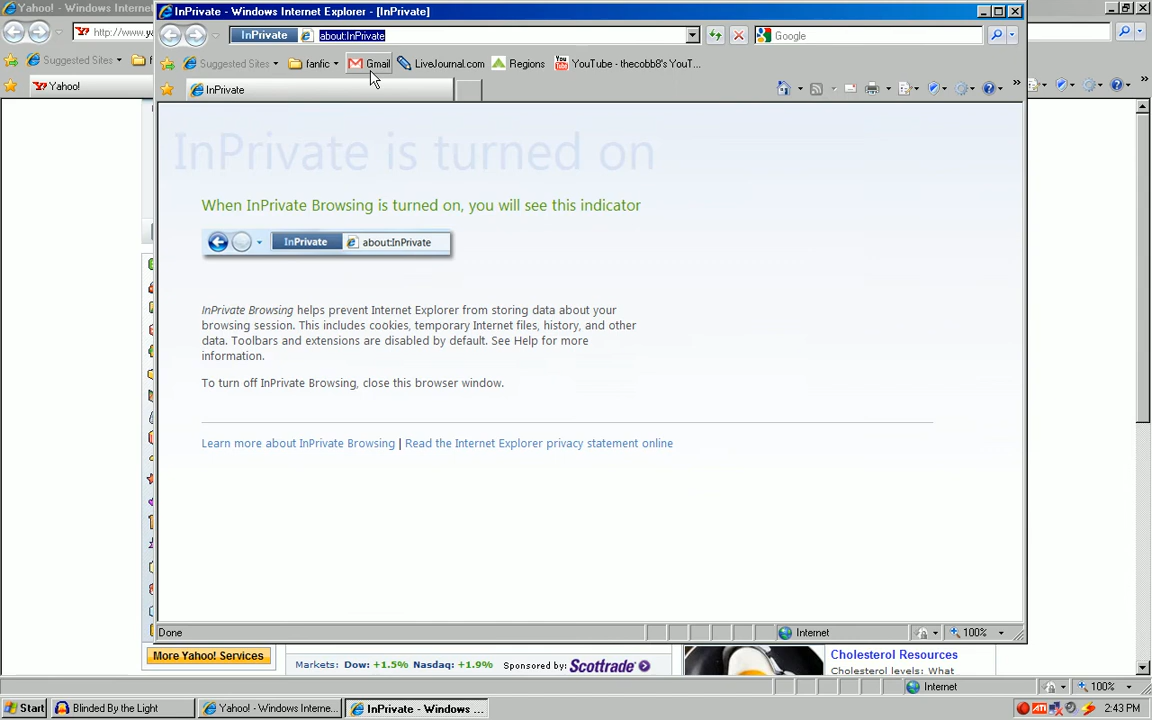 Yahoo! - Windows Internet
InPrivate - Windows Internet Explorer - [InPrivate]
http://www.ya
InPrivate about:InPrivate
Google
Suggested Sites
Suggested Sites fanfic Gmail LiveJournal.com Regions YouTube - thecobb8's YouT...
Yahoo!
InPrivate
InPrivate is turned on
When InPrivate Browsing is turned on, you will see this indicator
InPrivate about:InPrivate
InPrivate Browsing helps prevent Internet Explorer from storing data about your
browsing session. This includes cookies, temporary Internet files, history, and other
data. Toolbars and extensions are disabled by default. See Help for more
information.
To turn off InPrivate Browsing, close this browser window.
Learn more about InPrivate Browsing | Read the Internet Explorer privacy statement online
Done Internet 100%
More Yahoo! Services
Markets: Dow: +1.5% Nasdaq: +1.9% Sponsored by: Scottrade
Cholesterol Resources
Cholesterol levels: What
Internet 100%
Start Blinded By the Light Yahoo! - Windows Interne... InPrivate - Windows ... 2:43 PM